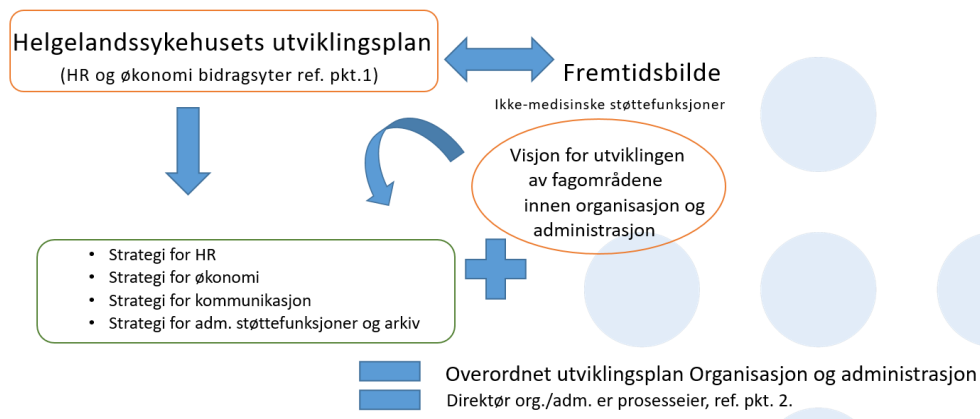 Helgelandssykehusets utviklingsplan
(HR og økonomi bidragsyter ref. pkt.1)
Fremtidsbilde
Ikke-medisinske støttefunksjoner
Visjon for utviklingen
av fagområdene
innen organisasjon og
administrasjon
• Strategi for HR
• Strategi for økonomi
• Strategi for kommunikasjon
• Strategi for adm. støttefunksjoner og arkiv
Overordnet utviklingsplan Organisasjon og administrasjon
Direktør org./adm. er prosesseier, ref. pkt. 2.